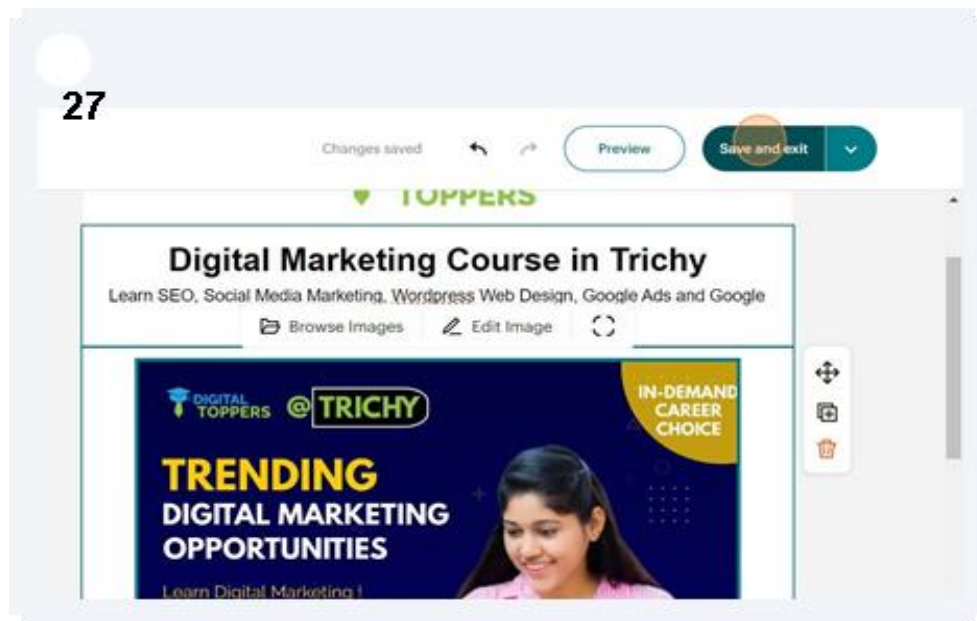 27
Changes saved
Preview
Save and exit
TOPPERS
Digital Marketing Course in Trichy
Learn SEO, Social Media Marketing, Wordpress Web Design, Google Ads and Google
Browse Images
Edit Image
DIGITAL
TOPPERS
@ TRICHY
IN-DEMAND
CAREER
CHOICE
TRENDING
DIGITAL MARKETING
OPPORTUNITIES
Learn Digital Marketing !